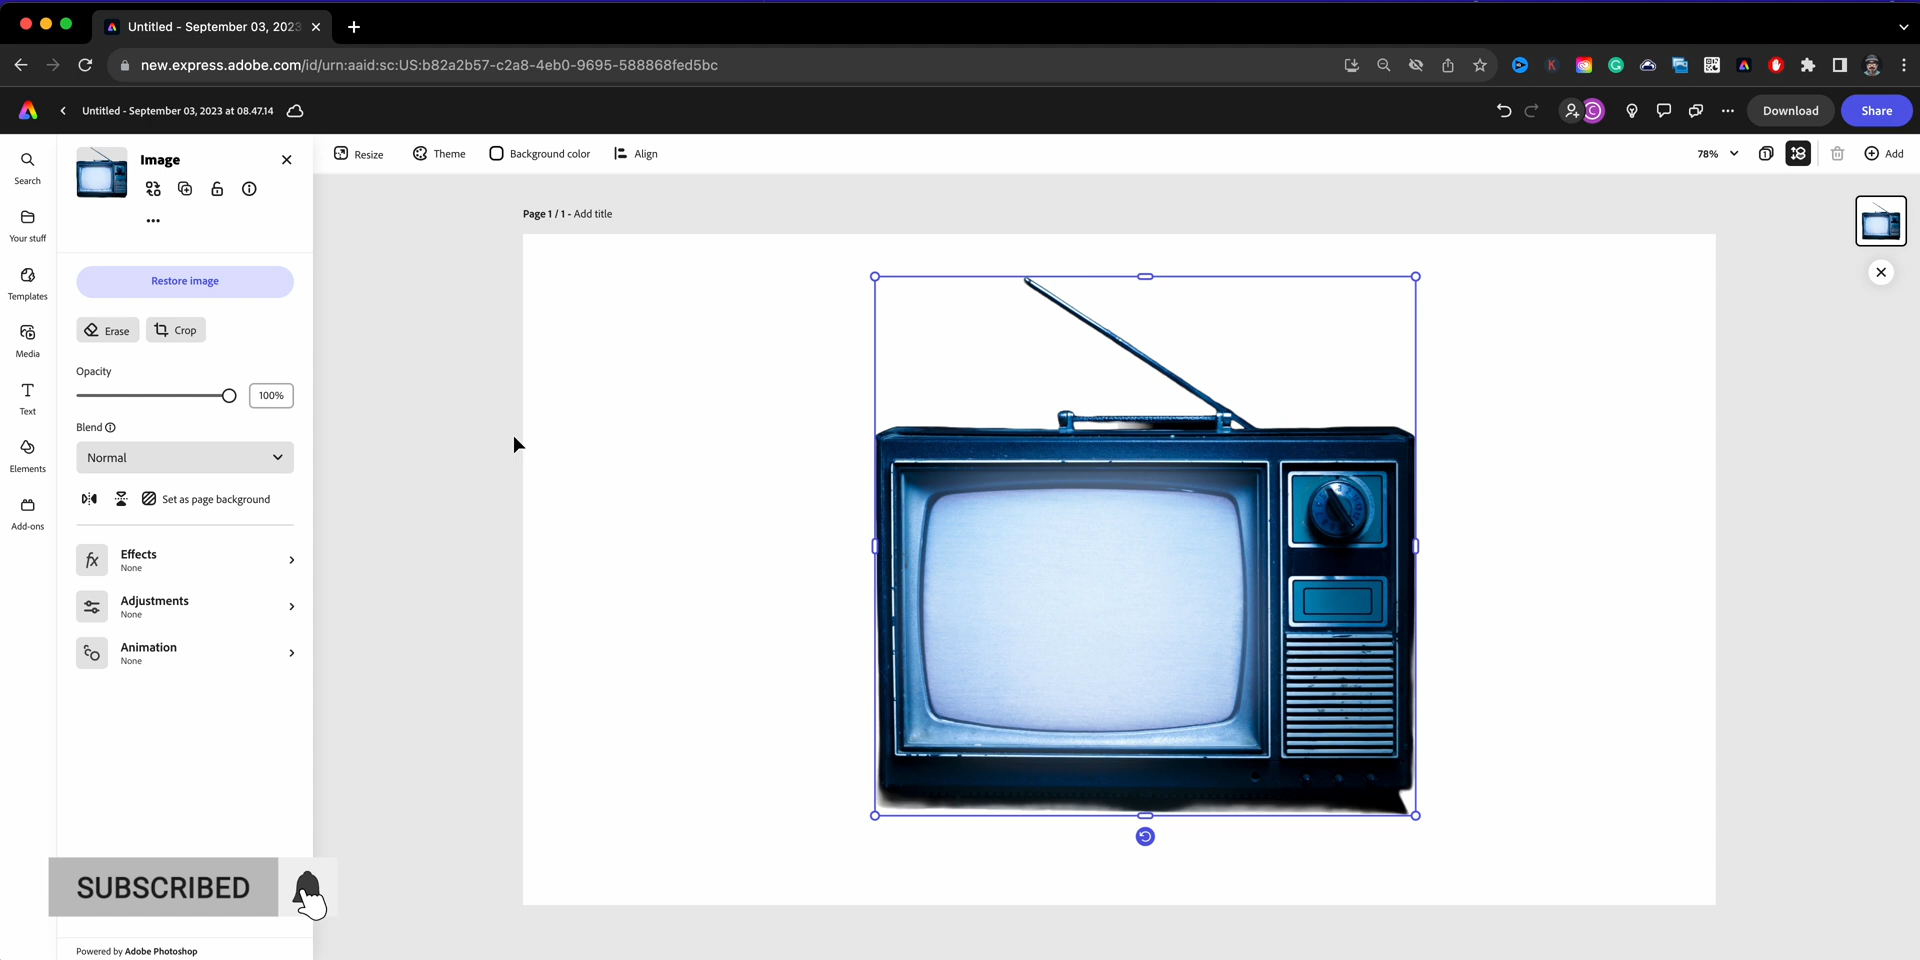 Untitled - September 03, 2023
new.express.adobe.com/id/urn:aaid:sc:US:b82a2b57-c2a8-4eb0-9695-588868fed5bc
Untitled - September 03, 2023 at 08.47.14
Download
Share
Search
Your stuff
Templates
Media
Text
Elements
Add-ons
Image
Restore image
Erase
Crop
Opacity
100%
Blend
Normal
Set as page background
Effects
None
Adjustments
None
Animation
None
SUBSCRIBED
Powered by Adobe Photoshop
Resize
Theme
Background color
Align
78%
Add
Page 1 / 1 - Add title